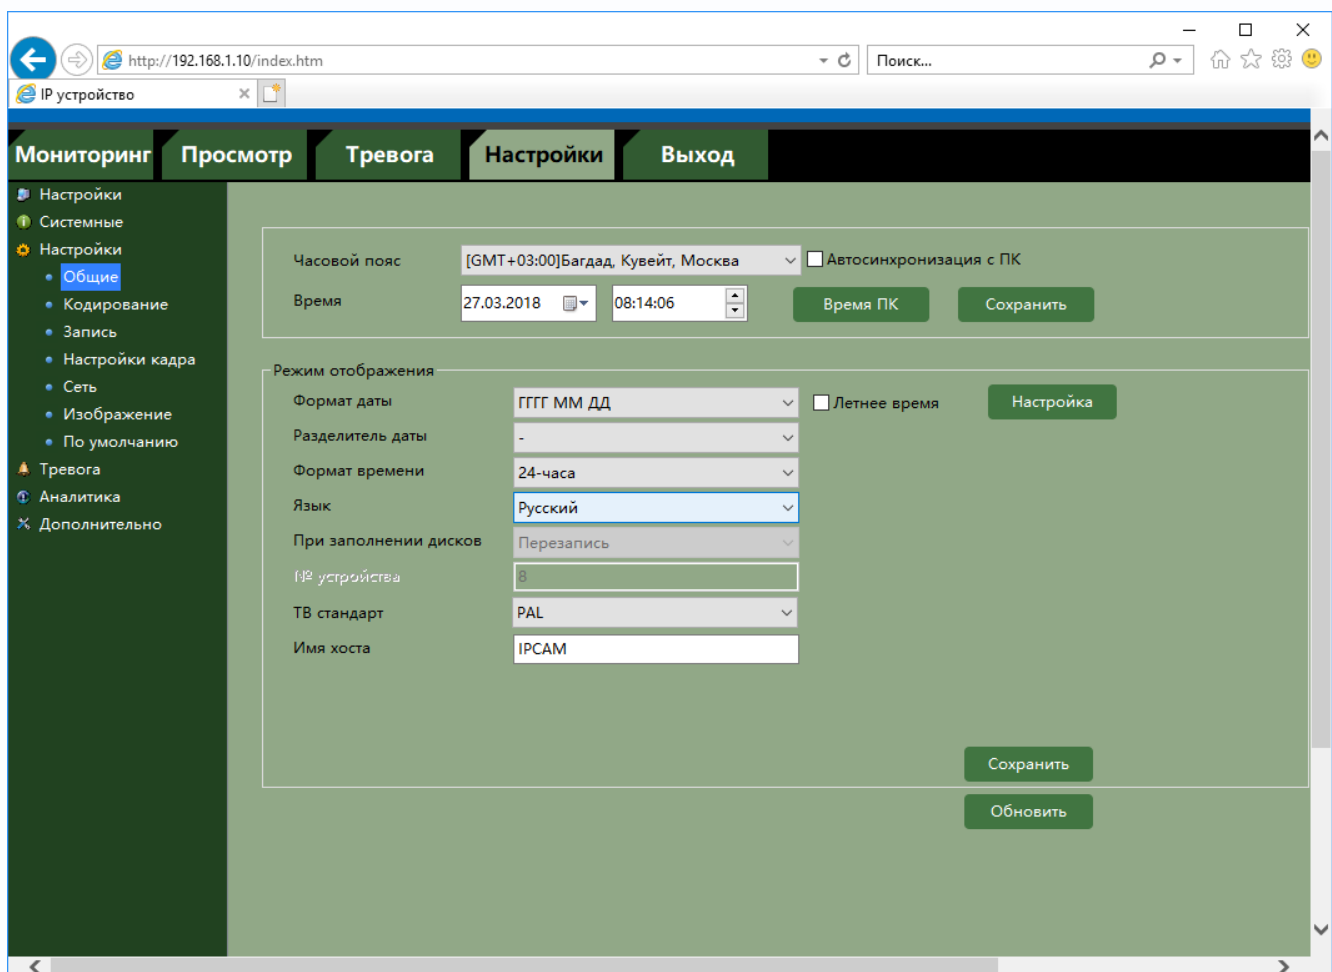 http://192.168.1.10/index.htm
Поиск...
IP устройство
Мониторинг Просмотр Тревога Настройки Выход
Настройки
Системные
Настройки
Общие
Кодирование
Запись
Настройки кадра
Сеть
Изображение
По умолчанию
Тревога
Аналитика
Дополнительно
Часовой пояс [GMT+03:00]Багдад, Кувейт, Москва Автосинхронизация с ПК
Время 27.03.2018 08:14:06 Время ПК Сохранить
Режим отображения
Формат даты ГГГГ ММ ДД Летнее время Настройка
Разделитель даты -
Формат времени 24-часа
Язык Русский
При заполнении дисков Перезапись
№ устройства 8
ТВ стандарт PAL
Имя хоста IPCAM
Сохранить
Обновить